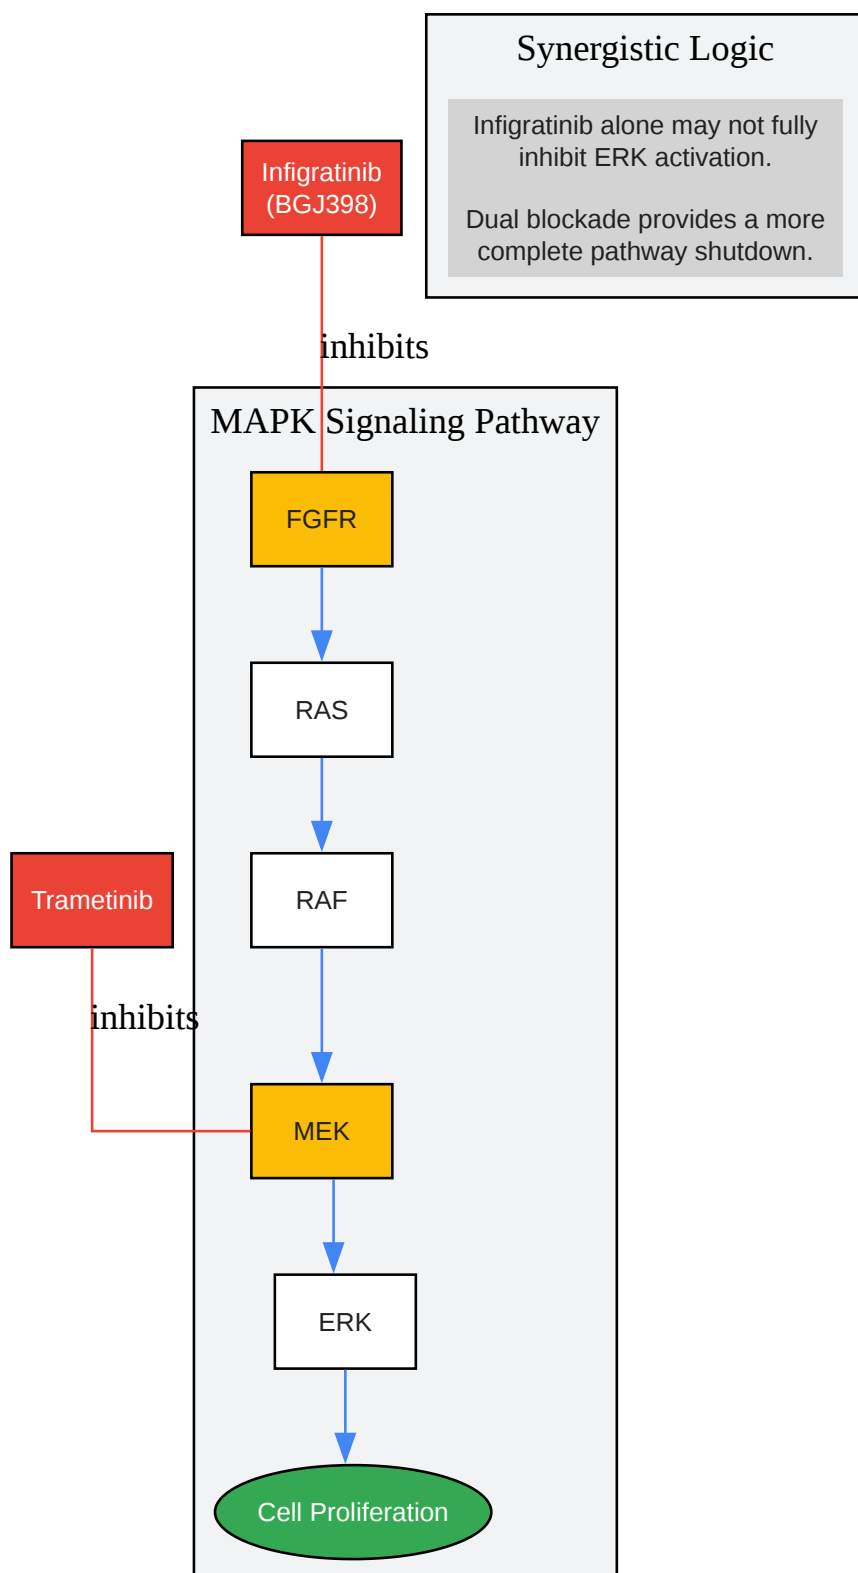 Synergistic Logic
Infigratinib alone may not fully
inhibit ERK activation.
Dual blockade provides a more
complete pathway shutdown.
Infigratinib
(BGJ398)
inhibits
MAPK Signaling Pathway
FGFR
RAS
Trametinib
RAF
inhibits
MEK
ERK
Cell Proliferation